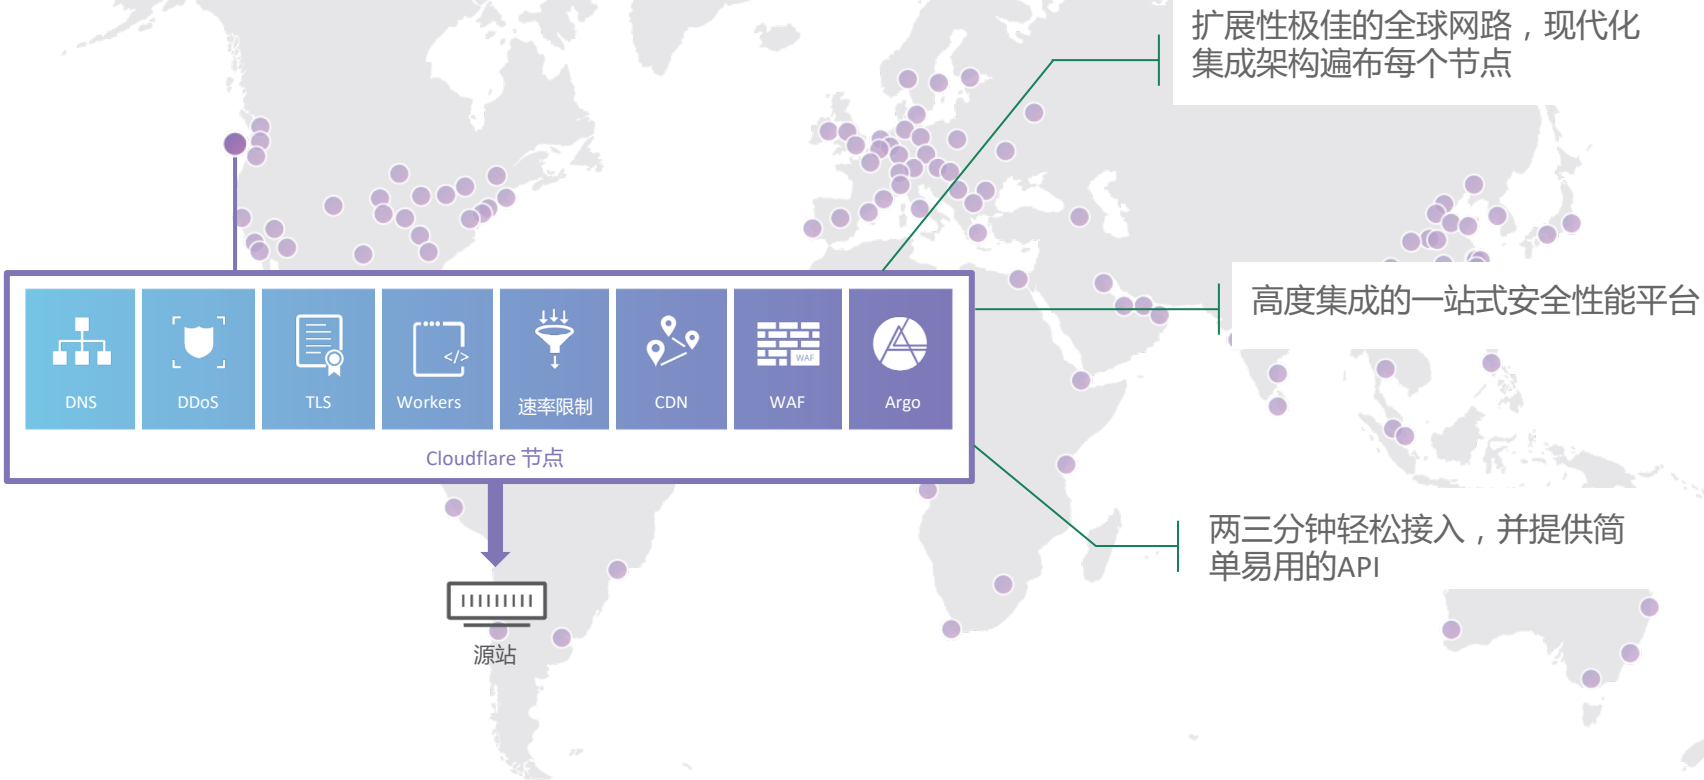 扩展性极佳的全球网路，现代化
集成架构遍布每个节点
高度集成的一站式安全性能平台
DNS
DDoS
TLS
Workers
速率限制
CDN
WAF
WAF
Argo
Cloudflare 节点
两三分钟轻松接入，并提供简
单易用的API
源站